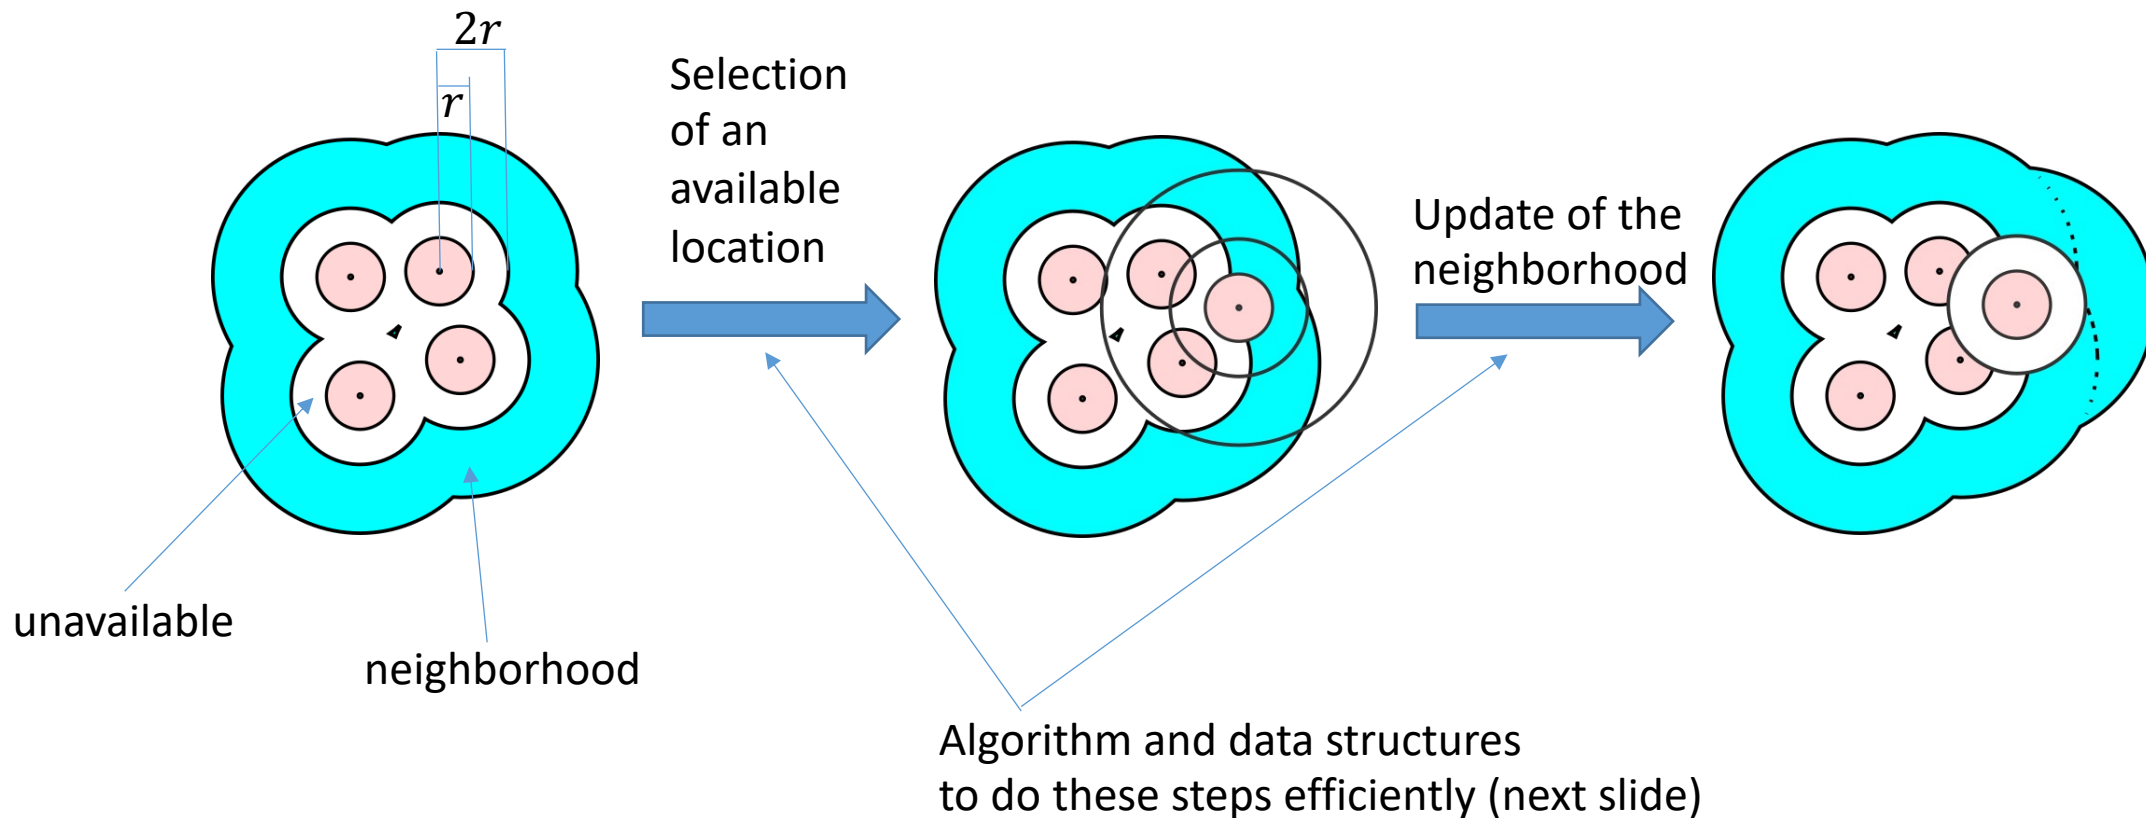 2r
r
Selection
of an
available
location
Update of the
neighborhood
unavailable
neighborhood
Algorithm and data structures
to do these steps efficiently (next slide)